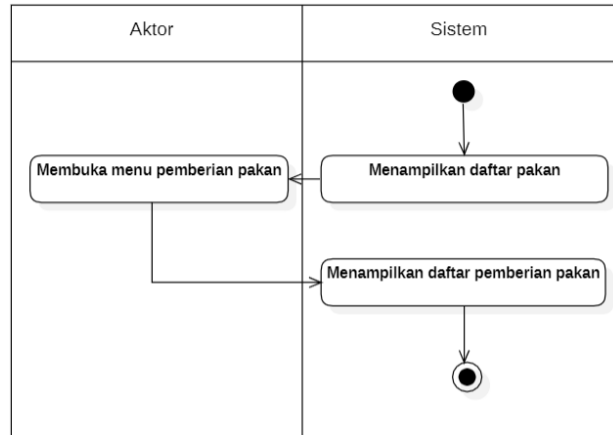 Aktor
Sistem
Menampilkan daftar pakan
Membuka menu pemberian pakan
Menampilkan daftar pemberian pakan